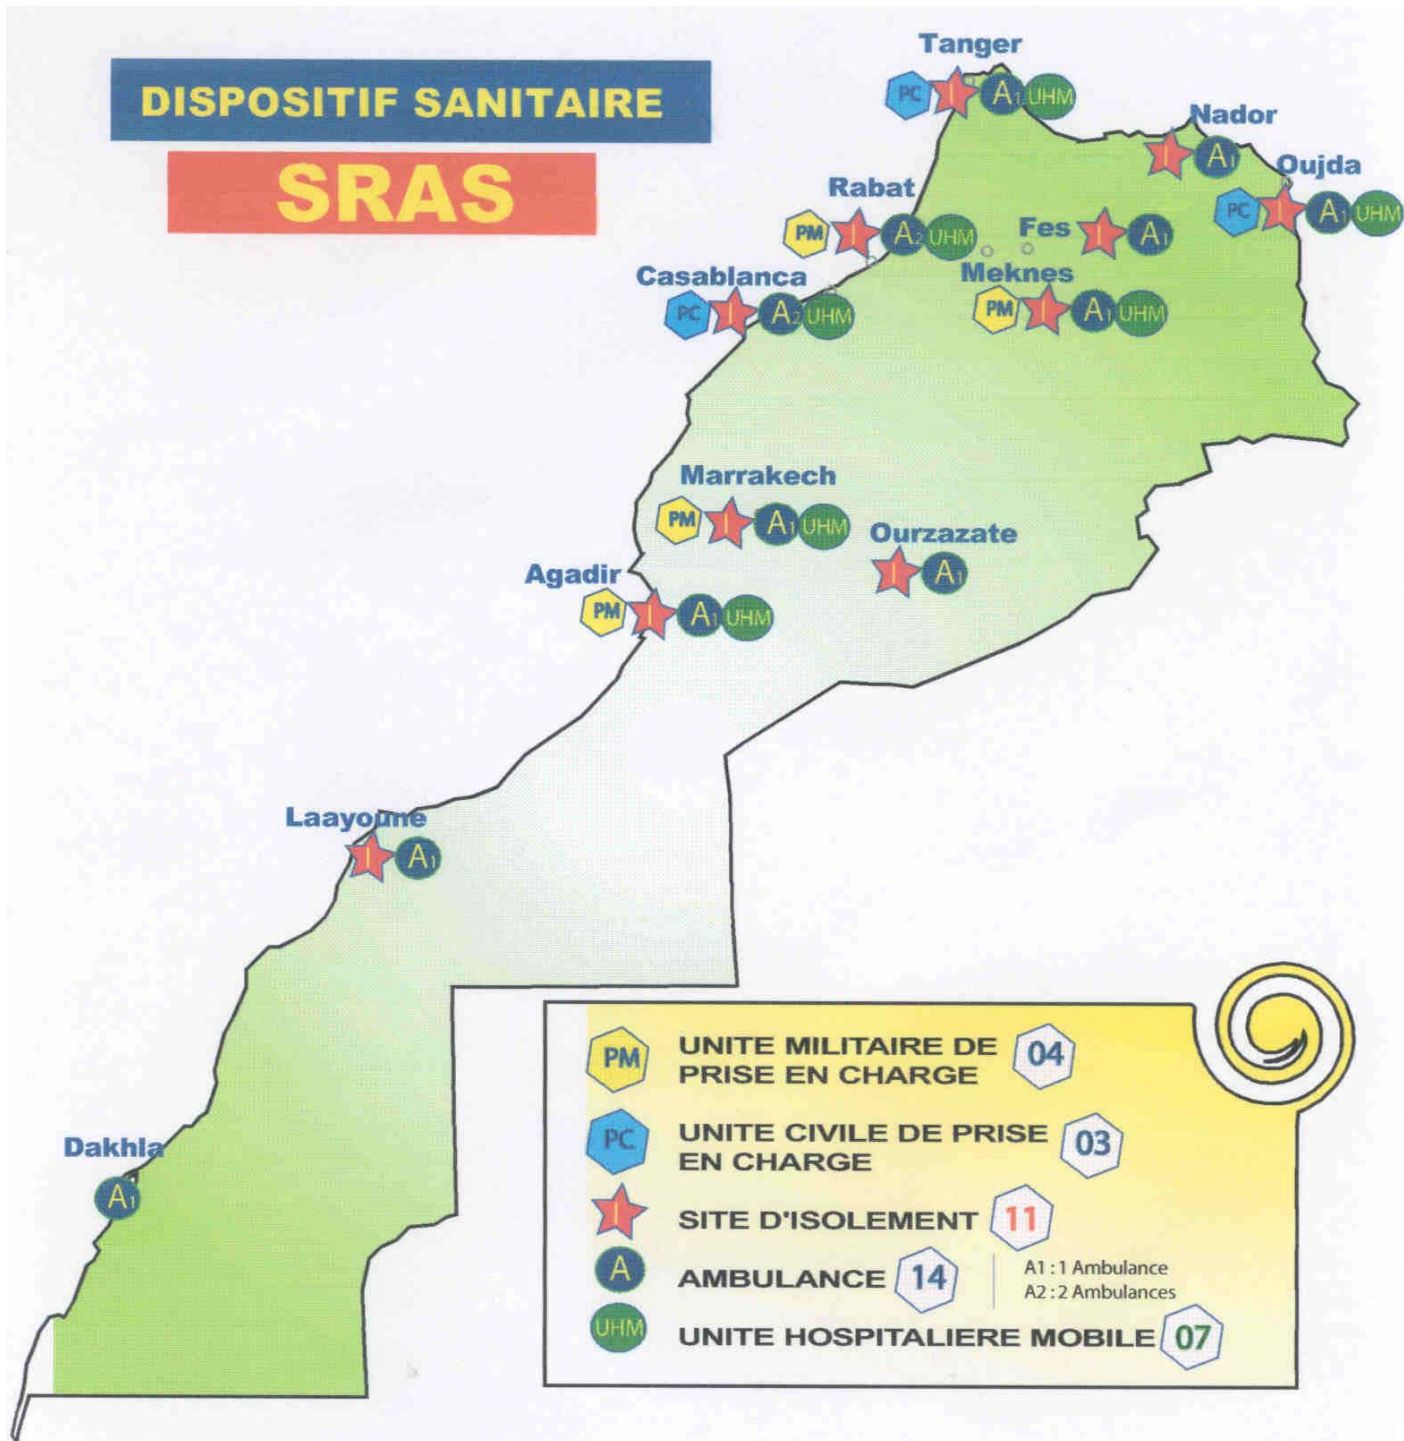 DISPOSITIF SANITAIRE
SRAS
Tanger
PC I A1 UHM
Nador
I A1
Oujda
PC I A1 UHM
Rabat
PM I A2 UHM
Fes I A1
Meknes
PM I A1 UHM
Casablanca
PC I A2 UHM
Marrakech
PM I A1 UHM
Ourzazate
I A1
Agadir
PM I A1 UHM
Laayoune
I A1
Dakhla
A1
PM UNITE MILITAIRE DE 04
PRISE EN CHARGE
PC UNITE CIVILE DE PRISE 03
EN CHARGE
I SITE D'ISOLEMENT 11
A AMBULANCE 14
A1 : 1 Ambulance
A2 : 2 Ambulances
UHM UNITE HOSPITALIERE MOBILE 07